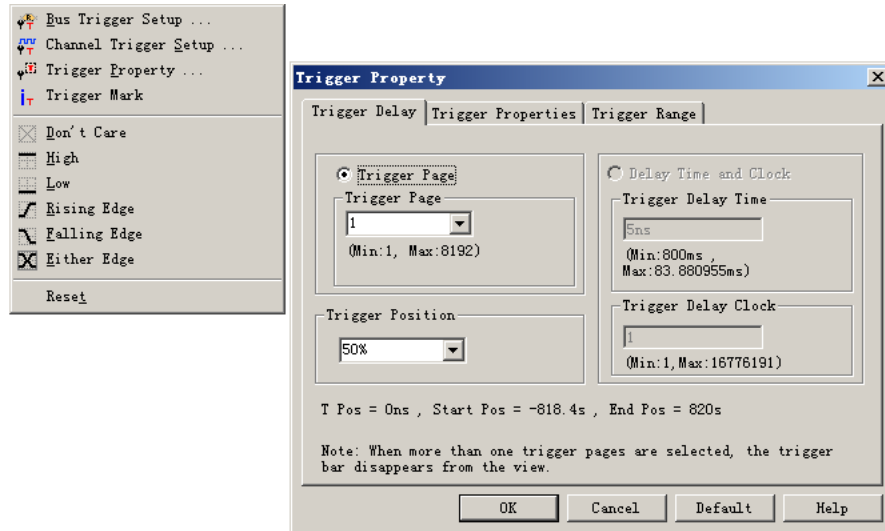 Bus Trigger Setup ...
Channel Trigger Setup ...
Trigger Property ...
Trigger Mark
Don't Care
High
Low
Rising Edge
Falling Edge
Either Edge
Reset
Trigger Property
Trigger Delay
Trigger Properties
Trigger Range
Trigger Page
Trigger Page
1
(Min:1, Max:8192)
Trigger Position
50%
Delay Time and Clock
Trigger Delay Time
5ns
(Min:800ms ,
Max:83.880955ms)
Trigger Delay Clock
1
(Min:1,Max:16776191)
T Pos = 0ns , Start Pos = -818.4s , End Pos = 820s
Note: When more than one trigger pages are selected, the trigger
bar disappears from the view.
OK
Cancel
Default
Help